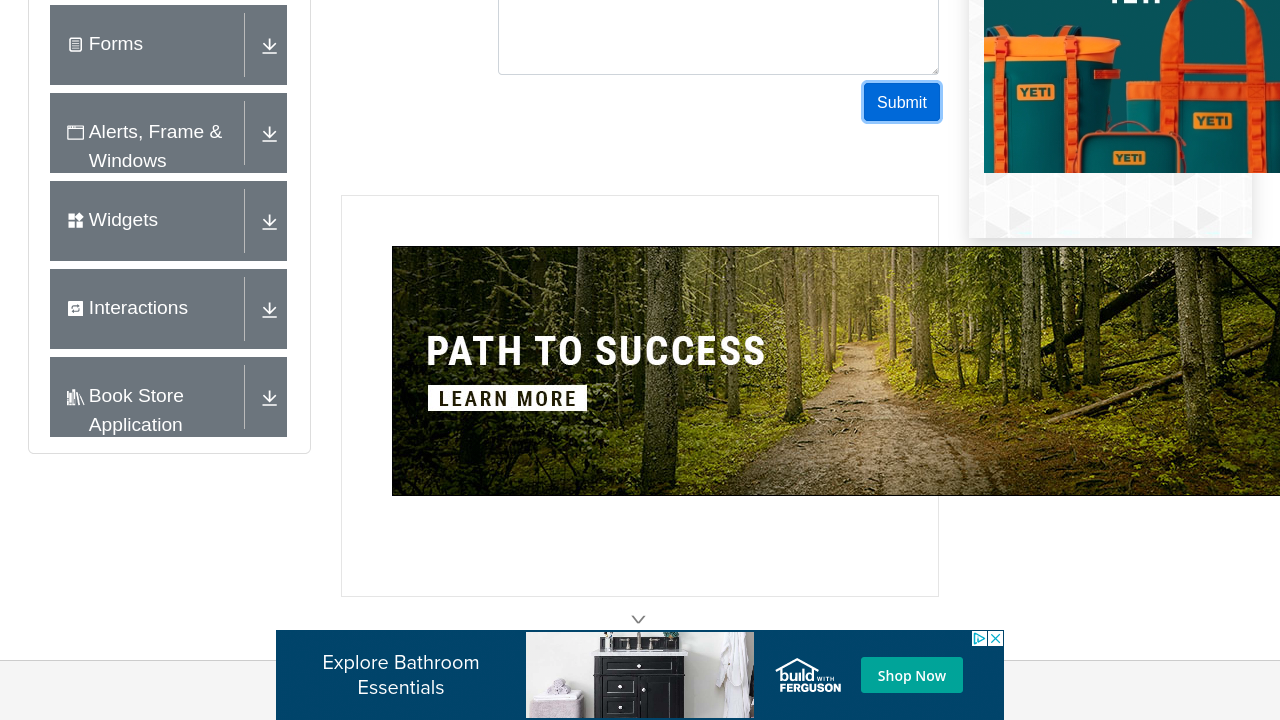 Forms
Alerts, Frame &
Windows
Widgets
Interactions
Book Store
Application
Submit
YETI
YETI
YETI
PATH TO SUCCESS
LEARN MORE
Explore Bathroom
Essentials
build WITH
FERGUSON
Shop Now